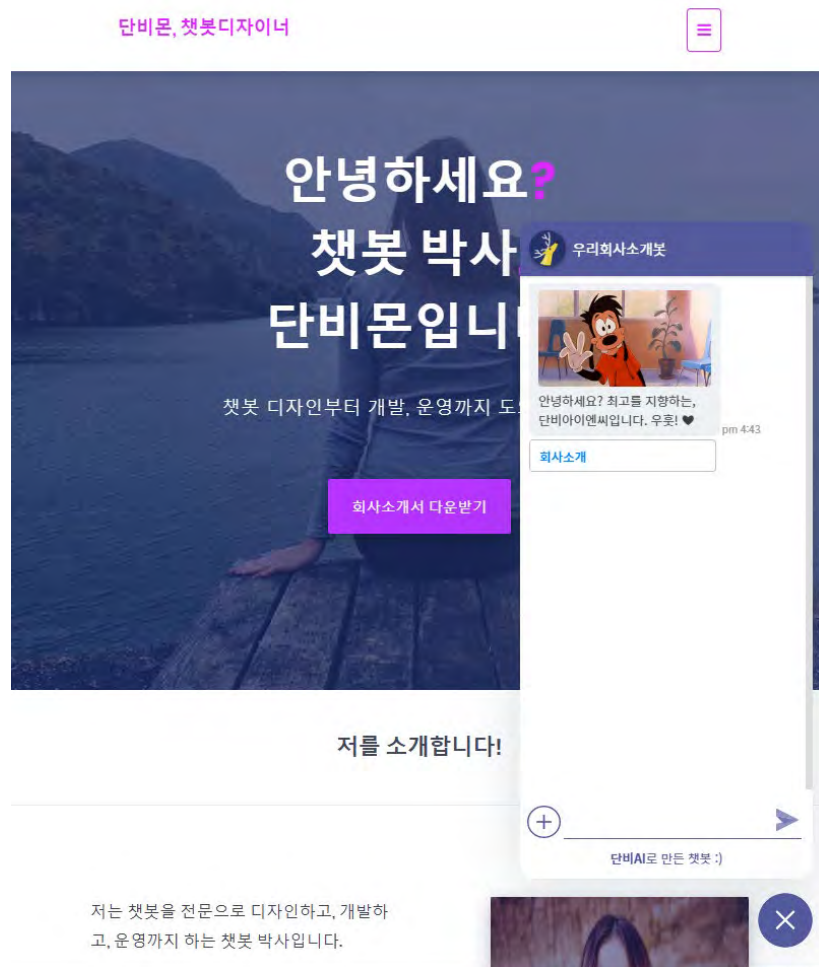 단비몬, 챗봇디자이너
안녕하세요?
챗봇 박사
단비몬입니
챗봇 디자인부터 개발, 운영까지
회사소개서 다운받기
우리회사소개봇
안녕하세요? 최고를 지향하는,
단비아이엔씨입니다. 우훗! ♥
pm 4:43
회사소개
단비AI로 만든 챗봇 :)
저를 소개합니다!
저는 챗봇을 전문으로 디자인하고, 개발하
고, 운영까지 하는 챗봇 박사입니다.